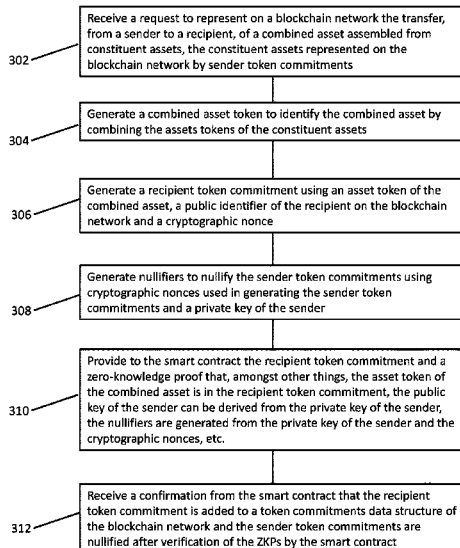 Receive a request to represent on a blockchain network the transfer,
from a sender to a recipient, of a combined asset assembled from
constituent assets, the constituent assets represented on the
blockchain network by sender token commitments
302
Generate a combined asset token to identify the combined asset by
combining the assets tokens of the constituent assets
304
Generate a recipient token commitment using an asset token of the
combined asset, a public identifier of the recipient on the blockchain
network and a cryptographic nonce
306
Generate nullifiers to nullify the sender token commitments using
cryptographic nonces used in generating the sender token
commitments and a private key of the sender
308
Provide to the smart contract the recipient token commitment and a
zero-knowledge proof that, amongst other things, the asset token of
the combined asset is in the recipient token commitment, the public
key of the sender can be derived from the private key of the sender,
the nullifiers are generated from the private key of the sender and the
cryptographic nonces, etc.
310
Receive a confirmation from the smart contract that the recipient
token commitment is added to a token commitments data structure of
the blockchain network and the sender token commitments are
nullified after verification of the ZKPs by the smart contract
312